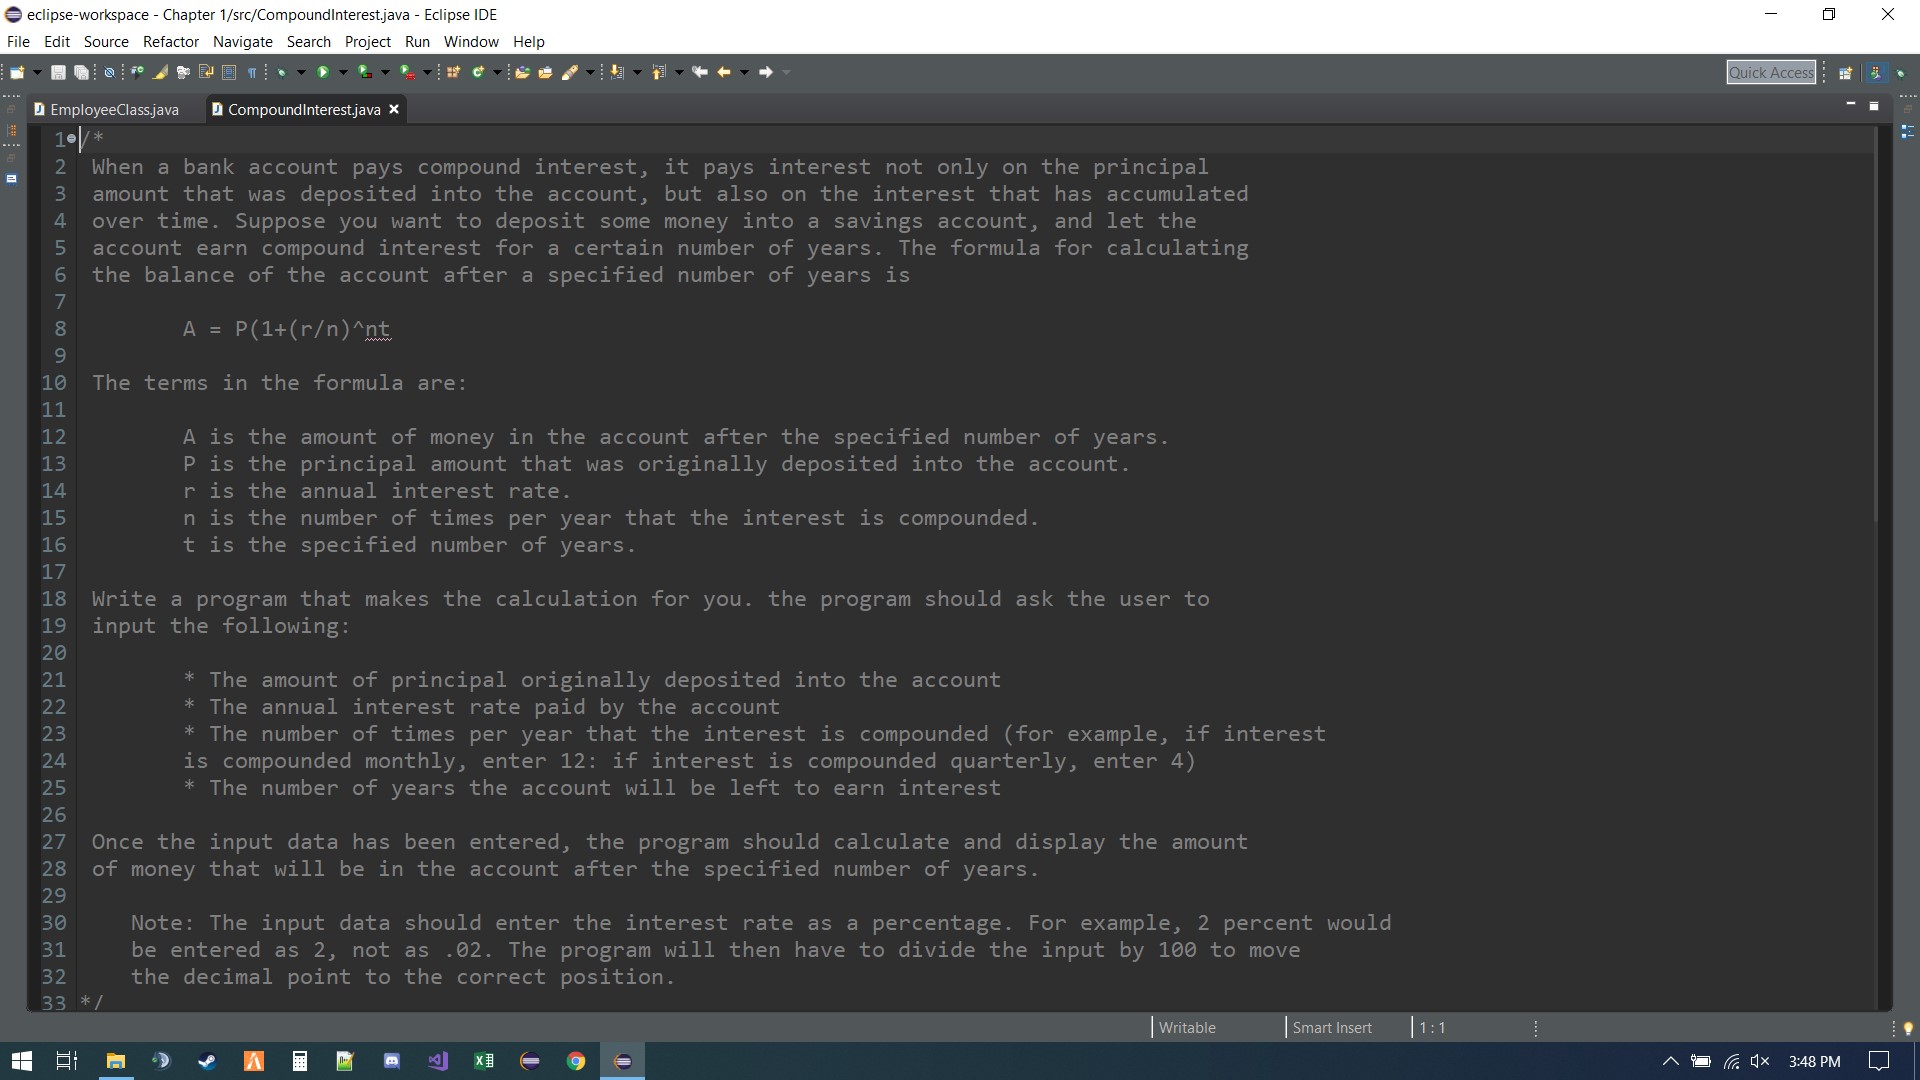 eclipse-workspace - Chapter 1/src/CompoundInterest.java - Eclipse IDE
File Edit Source Refactor Navigate Search Project Run Window Help
Quick Access
EmployeeClass.java CompoundInterest.java
1 /*
2 When a bank account pays compound interest, it pays interest not only on the principal
3 amount that was deposited into the account, but also on the interest that has accumulated
4 over time. Suppose you want to deposit some money into a savings account, and let the
5 account earn compound interest for a certain number of years. The formula for calculating
6 the balance of the account after a specified number of years is
7
8 A = P(1+(r/n)^nt
9
10 The terms in the formula are:
11
12 A is the amount of money in the account after the specified number of years.
13 P is the principal amount that was originally deposited into the account.
14 r is the annual interest rate.
15 n is the number of times per year that the interest is compounded.
16 t is the specified number of years.
17
18 Write a program that makes the calculation for you. the program should ask the user to
19 input the following:
20
21 * The amount of principal originally deposited into the account
22 * The annual interest rate paid by the account
23 * The number of times per year that the interest is compounded (for example, if interest
24 is compounded monthly, enter 12: if interest is compounded quarterly, enter 4)
25 * The number of years the account will be left to earn interest
26
27 Once the input data has been entered, the program should calculate and display the amount
28 of money that will be in the account after the specified number of years.
29
30 Note: The input data should enter the interest rate as a percentage. For example, 2 percent would
31 be entered as 2, not as .02. The program will then have to divide the input by 100 to move
32 the decimal point to the correct position.
33 */
Writable Smart Insert 1 : 1
3:48 PM